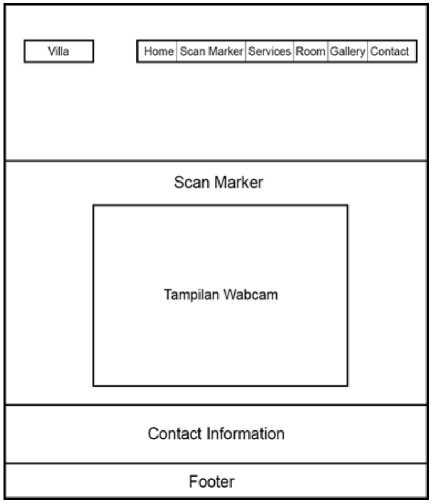 Villa
Home Scan Marker Services Room Gallery Contact
Scan Marker
Tampilan Wabcam
Contact Information
Footer